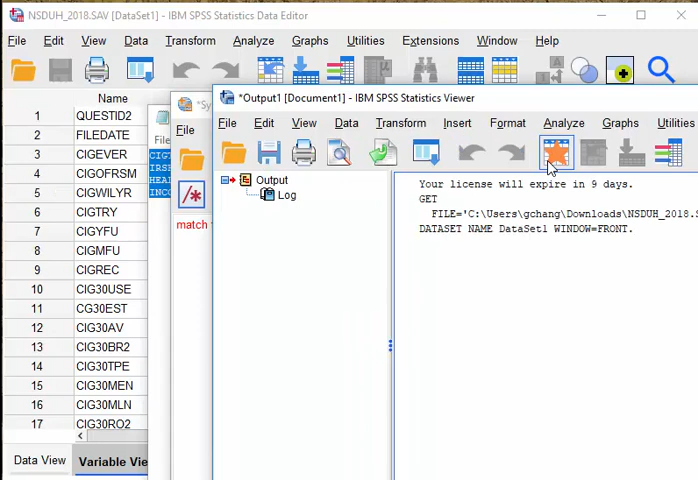 NSDUH_2018.SAV [DataSet1] - IBM SPSS Statistics Data Editor
File Edit View Data Transform Analyze Graphs Utilities Extensions Window Help
Name
1 QUESTID2
2 FILEDATE
3 CIGEVER
4 CIGOFRSM
5 CIGWILYR
6 CIGTRY
7 CIGYFU
8 CIGMFU
9 CIGREC
10 CIG30USE
11 CG30EST
12 CIG30AV
13 CIG30BR2
14 CIG30TPE
15 CIG30MEN
16 CIG30MLN
17 CIG30RO2
Data View Variable Vie
File
*Sy
File
match
*Output1 [Document1] - IBM SPSS Statistics Viewer
File Edit View Data Transform Insert Format Analyze Graphs Utilities
Output
Log
Your license will expire in 9 days.
GET
FILE='C:\Users\gchang\Downloads\NSDUH_2018.S
DATASET NAME DataSet1 WINDOW=FRONT.